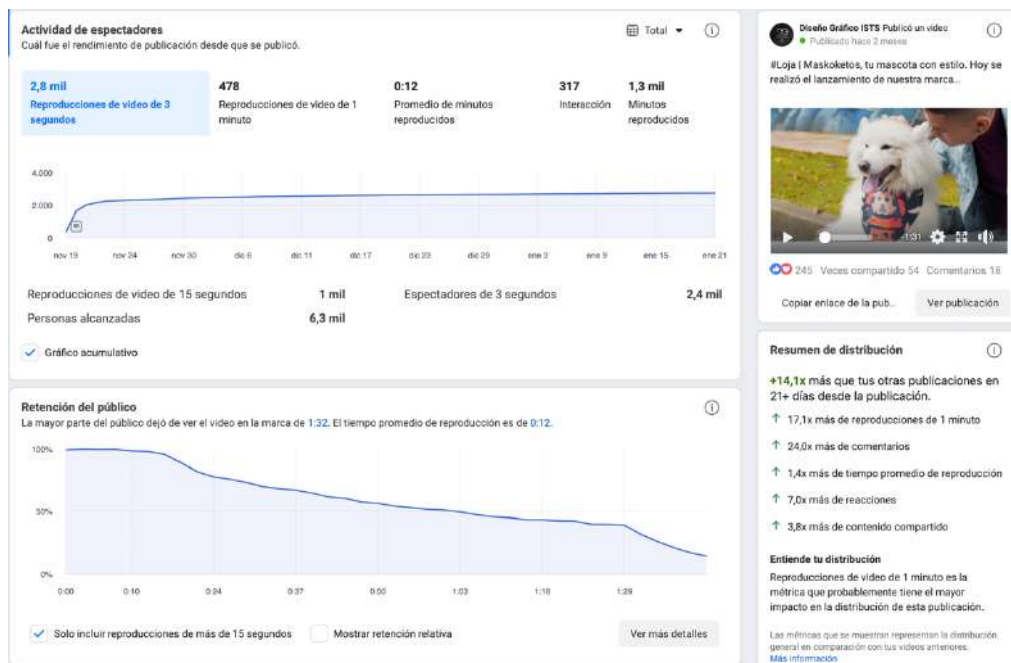 Actividad de espectadores
Cuál fue el rendimiento de publicación desde que se publicó.
Total
2,8 mil
Reproducciones de video de 3
segundos
478
Reproducciones de video de 1
minuto
0:12
Promedio de minutos
reproducidos
317
Interacción
1,3 mil
Minutos
reproducidos
4.000
2.000
0
nov 19 nov 24 nov 30 dic 6 dic 11 dic 17 dic 23 dic 29 ene 3 ene 9 ene 15 ene 21
Reproducciones de video de 15 segundos 1 mil
Espectadores de 3 segundos 2,4 mil
Personas alcanzadas 6,3 mil
Gráfico acumulativo
Retención del público
La mayor parte del público dejó de ver el video en la marca de 1:32. El tiempo promedio de reproducción es de 0:12.
100%
50%
0%
0:00 0:10 0:24 0:37 0:50 1:03 1:16 1:29
Solo incluir reproducciones de más de 15 segundos
Mostrar retención relativa
Ver más detalles
Diseño Gráfico ISTS Publicó un video
Publicado hace 2 meses
#Loja | Maskoketos, tu mascota con estilo. Hoy se
realizó el lanzamiento de nuestra marca...
-1:31
245 Veces compartido 54 Comentarios 18
Copiar enlace de la pub...
Ver publicación
Resumen de distribución
+14,1x más que tus otras publicaciones en
21+ días desde la publicación.
17,1x más de reproducciones de 1 minuto
24,0x más de comentarios
1,4x más de tiempo promedio de reproducción
7,0x más de reacciones
3,8x más de contenido compartido
Entiende tu distribución
Reproducciones de video de 1 minuto es la
métrica que probablemente tiene el mayor
impacto en la distribución de esta publicación.
Las métricas que se muestran representan la distribución
general en comparación con tus videos anteriores.
Más información